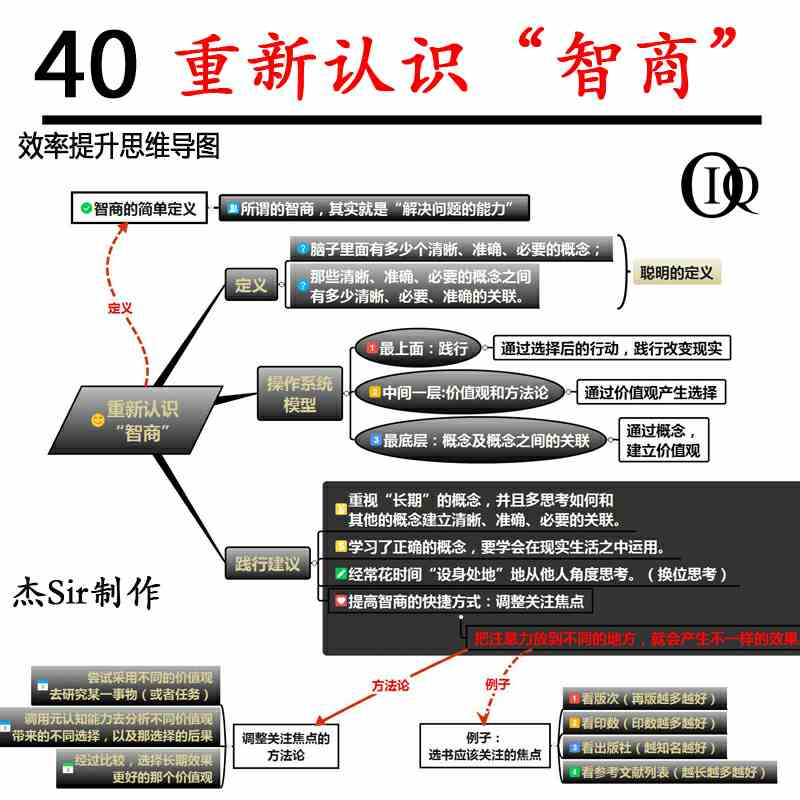 40 重新认识“智商”
效率提升思维导图
OIQ
智商的简单定义
所谓的智商，其实就是“解决问题的能力”
定义
定义
脑子里面有多少个清晰、准确、必要的概念；
那些清晰、准确、必要的概念之间
有多少清晰、必要、准确的关联。
聪明的定义
重新认识
“智商”
操作系统
模型
1 最上面：践行
通过选择后的行动，践行改变现实
2 中间一层:价值观和方法论
通过价值观产生选择
3 最底层：概念及概念之间的关联
通过概念，
建立价值观
践行建议
重视“长期”的概念，并且多思考如何和
其他的概念建立清晰、准确、必要的关联。
学习了正确的概念，要学会在现实生活之中运用。
经常花时间“设身处地”地从他人角度思考。（换位思考）
提高智商的快捷方式：调整关注焦点
把注意力放到不同的地方，就会产生不一样的效果
杰Sir制作
方法论
例子
尝试采用不同的价值观
去研究某一事物（或者任务）
调用元认知能力去分析不同价值观
带来的不同选择，以及那选择的后果
经过比较，选择长期效果
更好的那个价值观
调整关注焦点的
方法论
例子：
选书应该关注的焦点
1 看版次（再版越多越好）
2 看印数（印数越多越好）
3 看出版社（越知名越好）
4 看参考文献列表（越长越多越好）